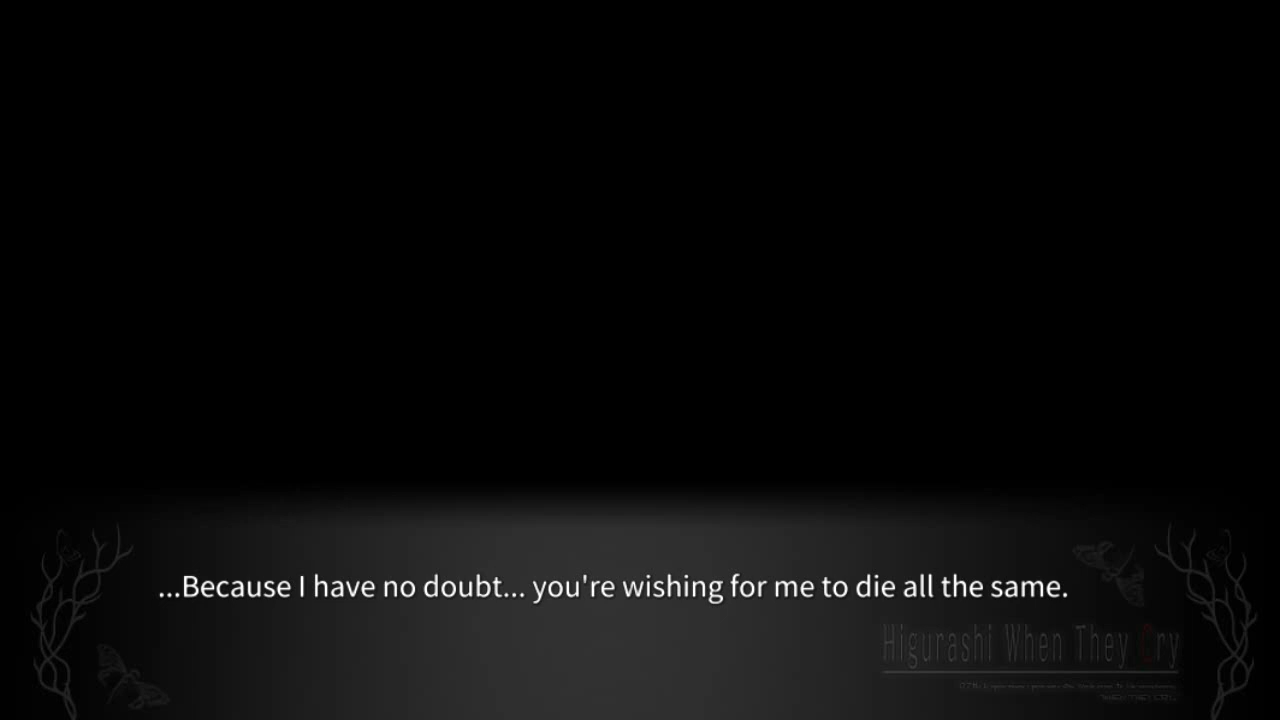 ...Because I have no doubt... you're wishing for me to die all the same.
Higurashi When They Cry